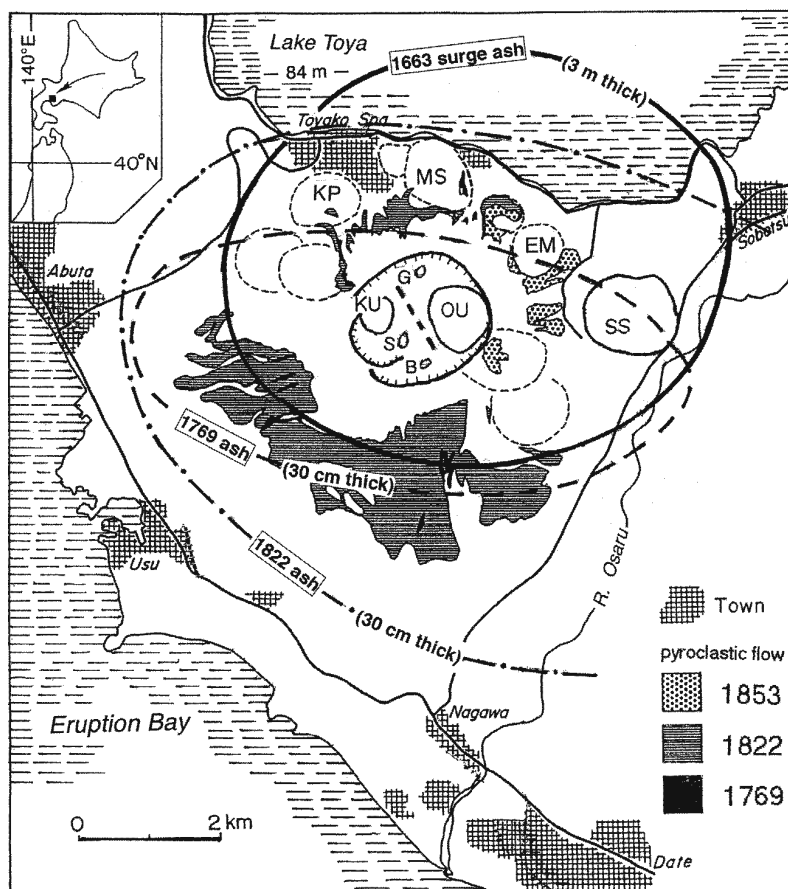 140°E
40°N
Lake Toya
84 m
1663 surge ash
(3 m thick)
Toyako Spa
KP
MS
EM
Sobetsu
Abuta
G
KU
OU
S
B
SS
1769 ash
(30 cm thick)
1822 ash
(30 cm thick)
Usu
R. Osaru
Eruption Bay
Nagawa
Date
0
2 km
Town
pyroclastic flow
1853
1822
1769